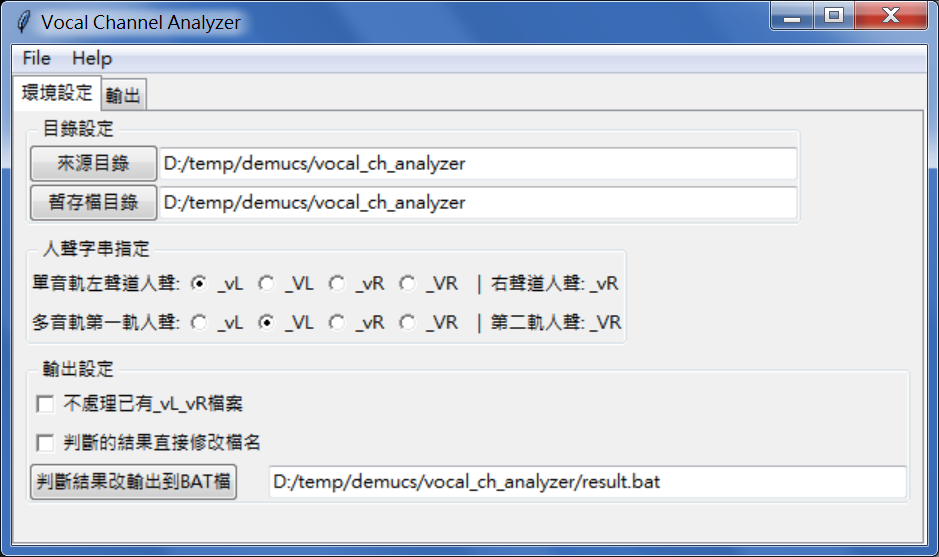 Vocal Channel Analyzer
File Help
環境設定 輸出
目錄設定
來源目錄 D:/temp/demucs/vocal_ch_analyzer
暫存檔目錄 D:/temp/demucs/vocal_ch_analyzer
人聲字串指定
單音軌左聲道人聲: _vL _VL _vR _VR | 右聲道人聲: _vR
多音軌第一軌人聲: _vL _VL _vR _VR | 第二軌人聲: _VR
輸出設定
不處理已有_vL_vR檔案
判斷的結果直接修改檔名
判斷結果改輸出到BAT檔 D:/temp/demucs/vocal_ch_analyzer/result.bat